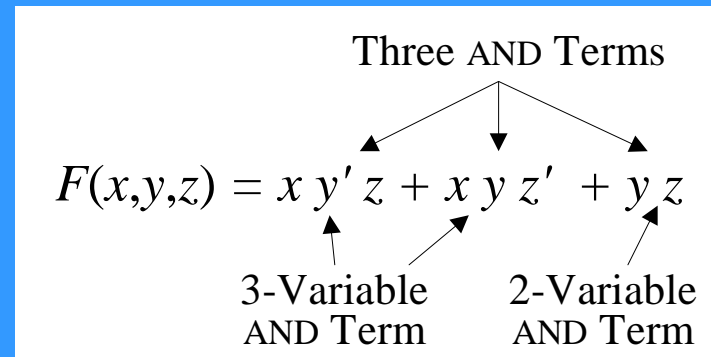 Three AND Terms
F(x,y,z) = x y' z + x y z' + y z
3-Variable 2-Variable
AND Term AND Term